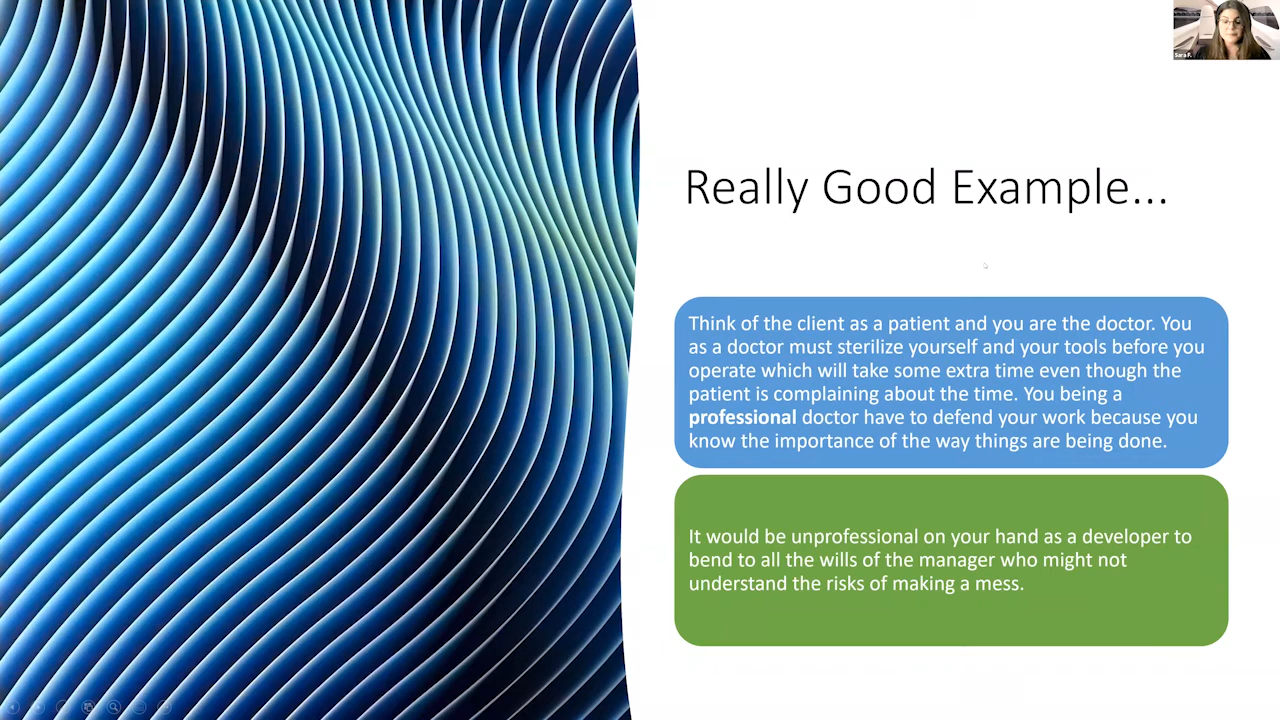 Sara F.
Really Good Example...
Think of the client as a patient and you are the doctor. You
as a doctor must sterilize yourself and your tools before you
operate which will take some extra time even though the
patient is complaining about the time. You being a
professional doctor have to defend your work because you
know the importance of the way things are being done.
It would be unprofessional on your hand as a developer to
bend to all the wills of the manager who might not
understand the risks of making a mess.